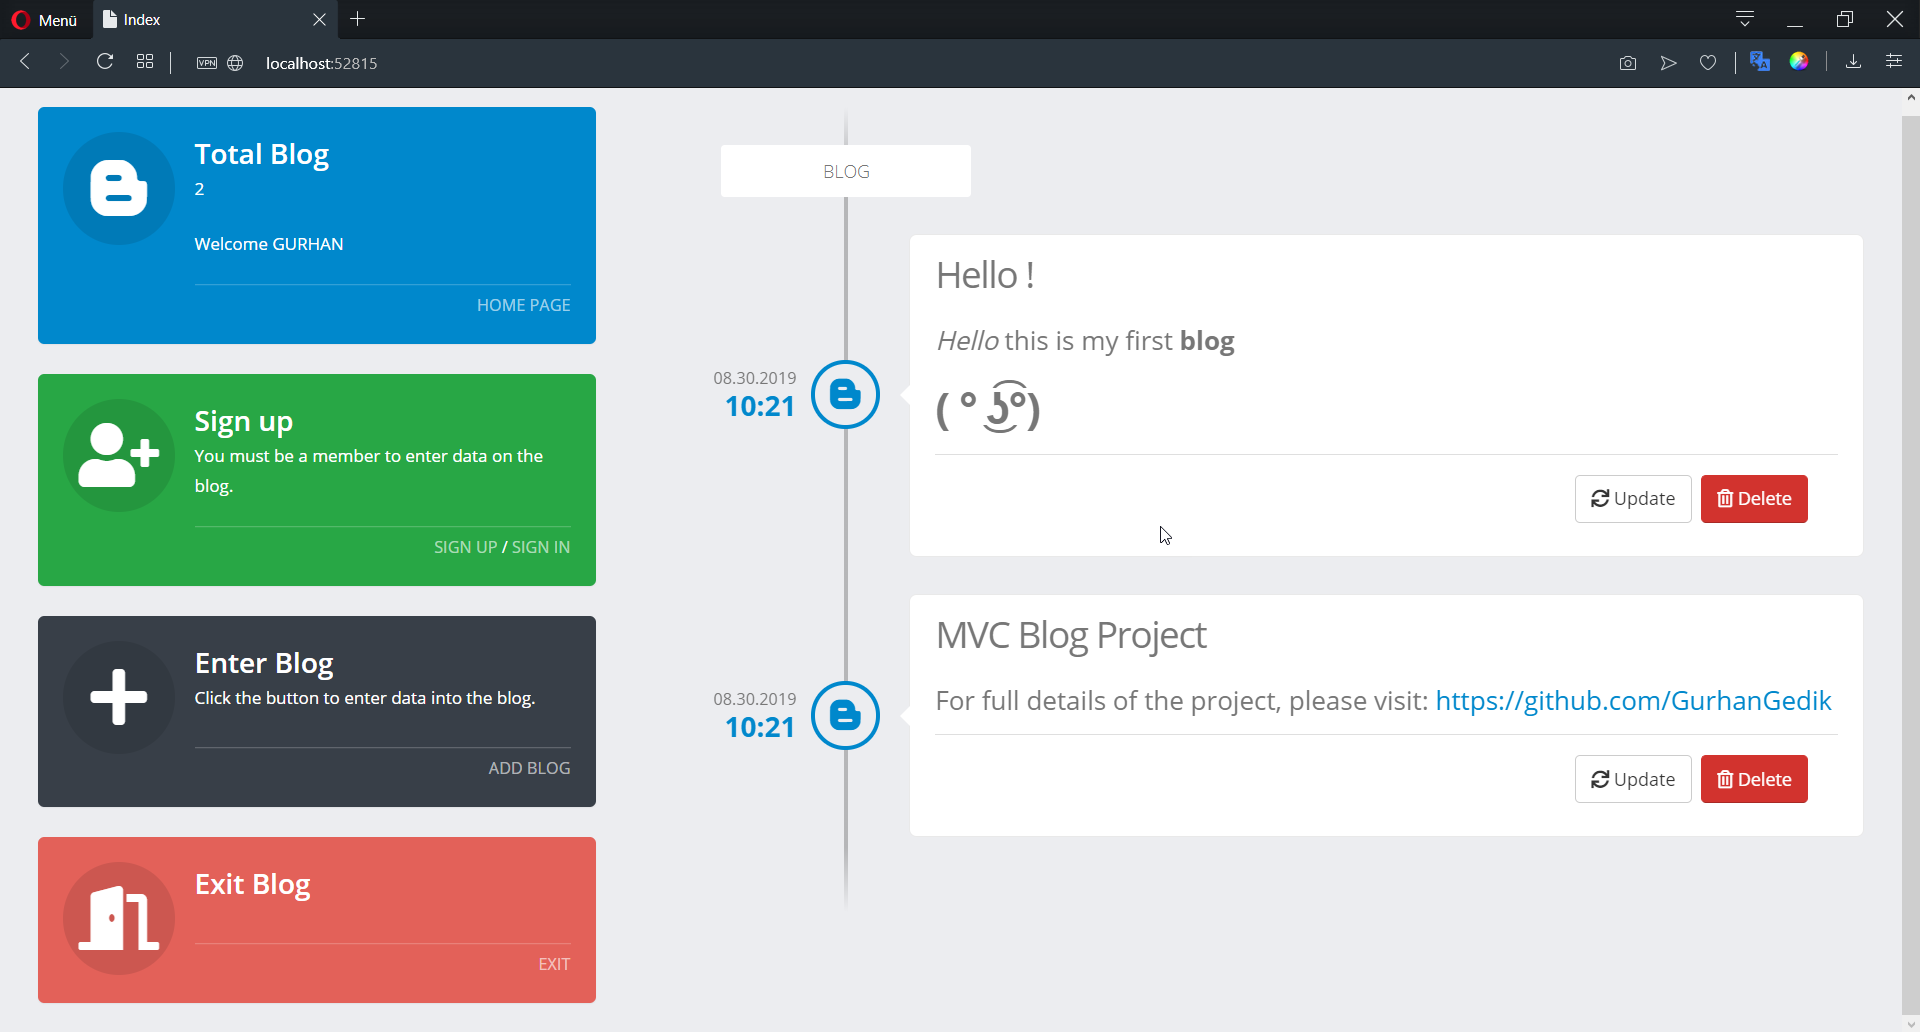 Menü
Index
VPN
localhost:52815
Total Blog
2
Welcome GURHAN
HOME PAGE
Sign up
You must be a member to enter data on the
blog.
SIGN UP / SIGN IN
Enter Blog
Click the button to enter data into the blog.
ADD BLOG
Exit Blog
EXIT
BLOG
08.30.2019
10:21
Hello !
Hello this is my first blog
( ͡° ͜ʖ ͡°)
Update
Delete
08.30.2019
10:21
MVC Blog Project
For full details of the project, please visit: https://github.com/GurhanGedik
Update
Delete